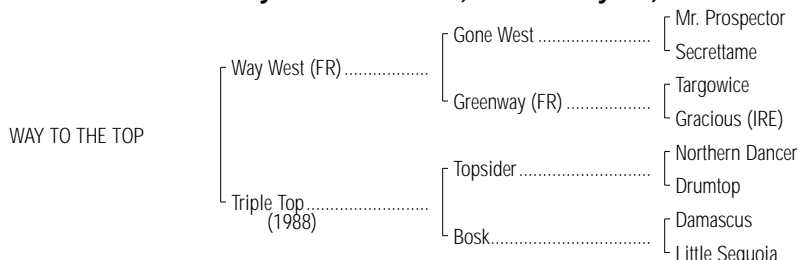 Mr. Prospector
Gone West
Secrettame
Way West (FR)
Targowice
Greenway (FR)
Gracious (IRE)
WAY TO THE TOP
Northern Dancer
Topsider
Drumtop
Triple Top
(1988)
Damascus
Bosk
Little Sequoia